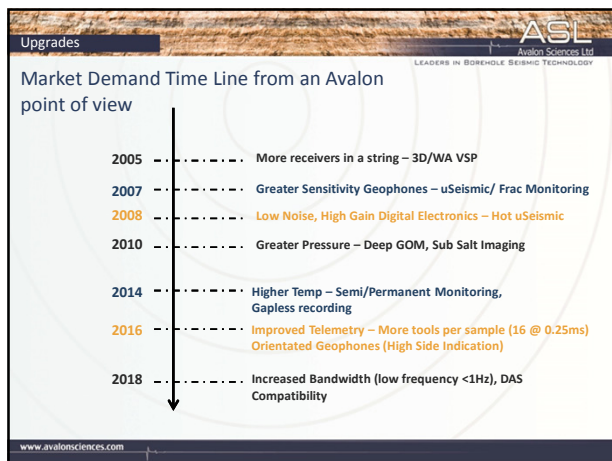 Upgrades
ASL
Avalon Sciences Ltd
LEADERS IN BOREHOLE SEISMIC TECHNOLOGY
Market Demand Time Line from an Avalon
point of view
2005 More receivers in a string – 3D/WA VSP
2007 Greater Sensitivity Geophones – uSeismic/ Frac Monitoring
2008 Low Noise, High Gain Digital Electronics – Hot uSeismic
2010 Greater Pressure – Deep GOM, Sub Salt Imaging
2014 Higher Temp – Semi/Permanent Monitoring,
Gapless recording
2016 Improved Telemetry – More tools per sample (16 @ 0.25ms)
Orientated Geophones (High Side Indication)
2018 Increased Bandwidth (low frequency <1Hz), DAS
Compatibility
www.avalonsciences.com